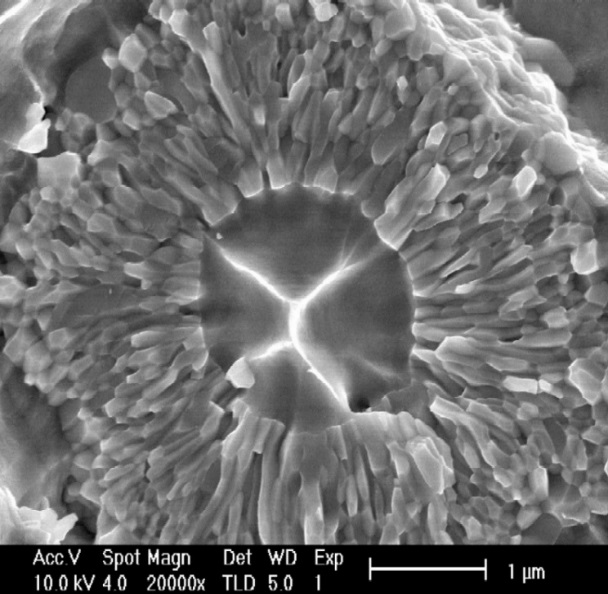 Acc.V Spot Magn Det WD Exp 1 µm
10.0 kV 4.0 20000x TLD 5.0 1